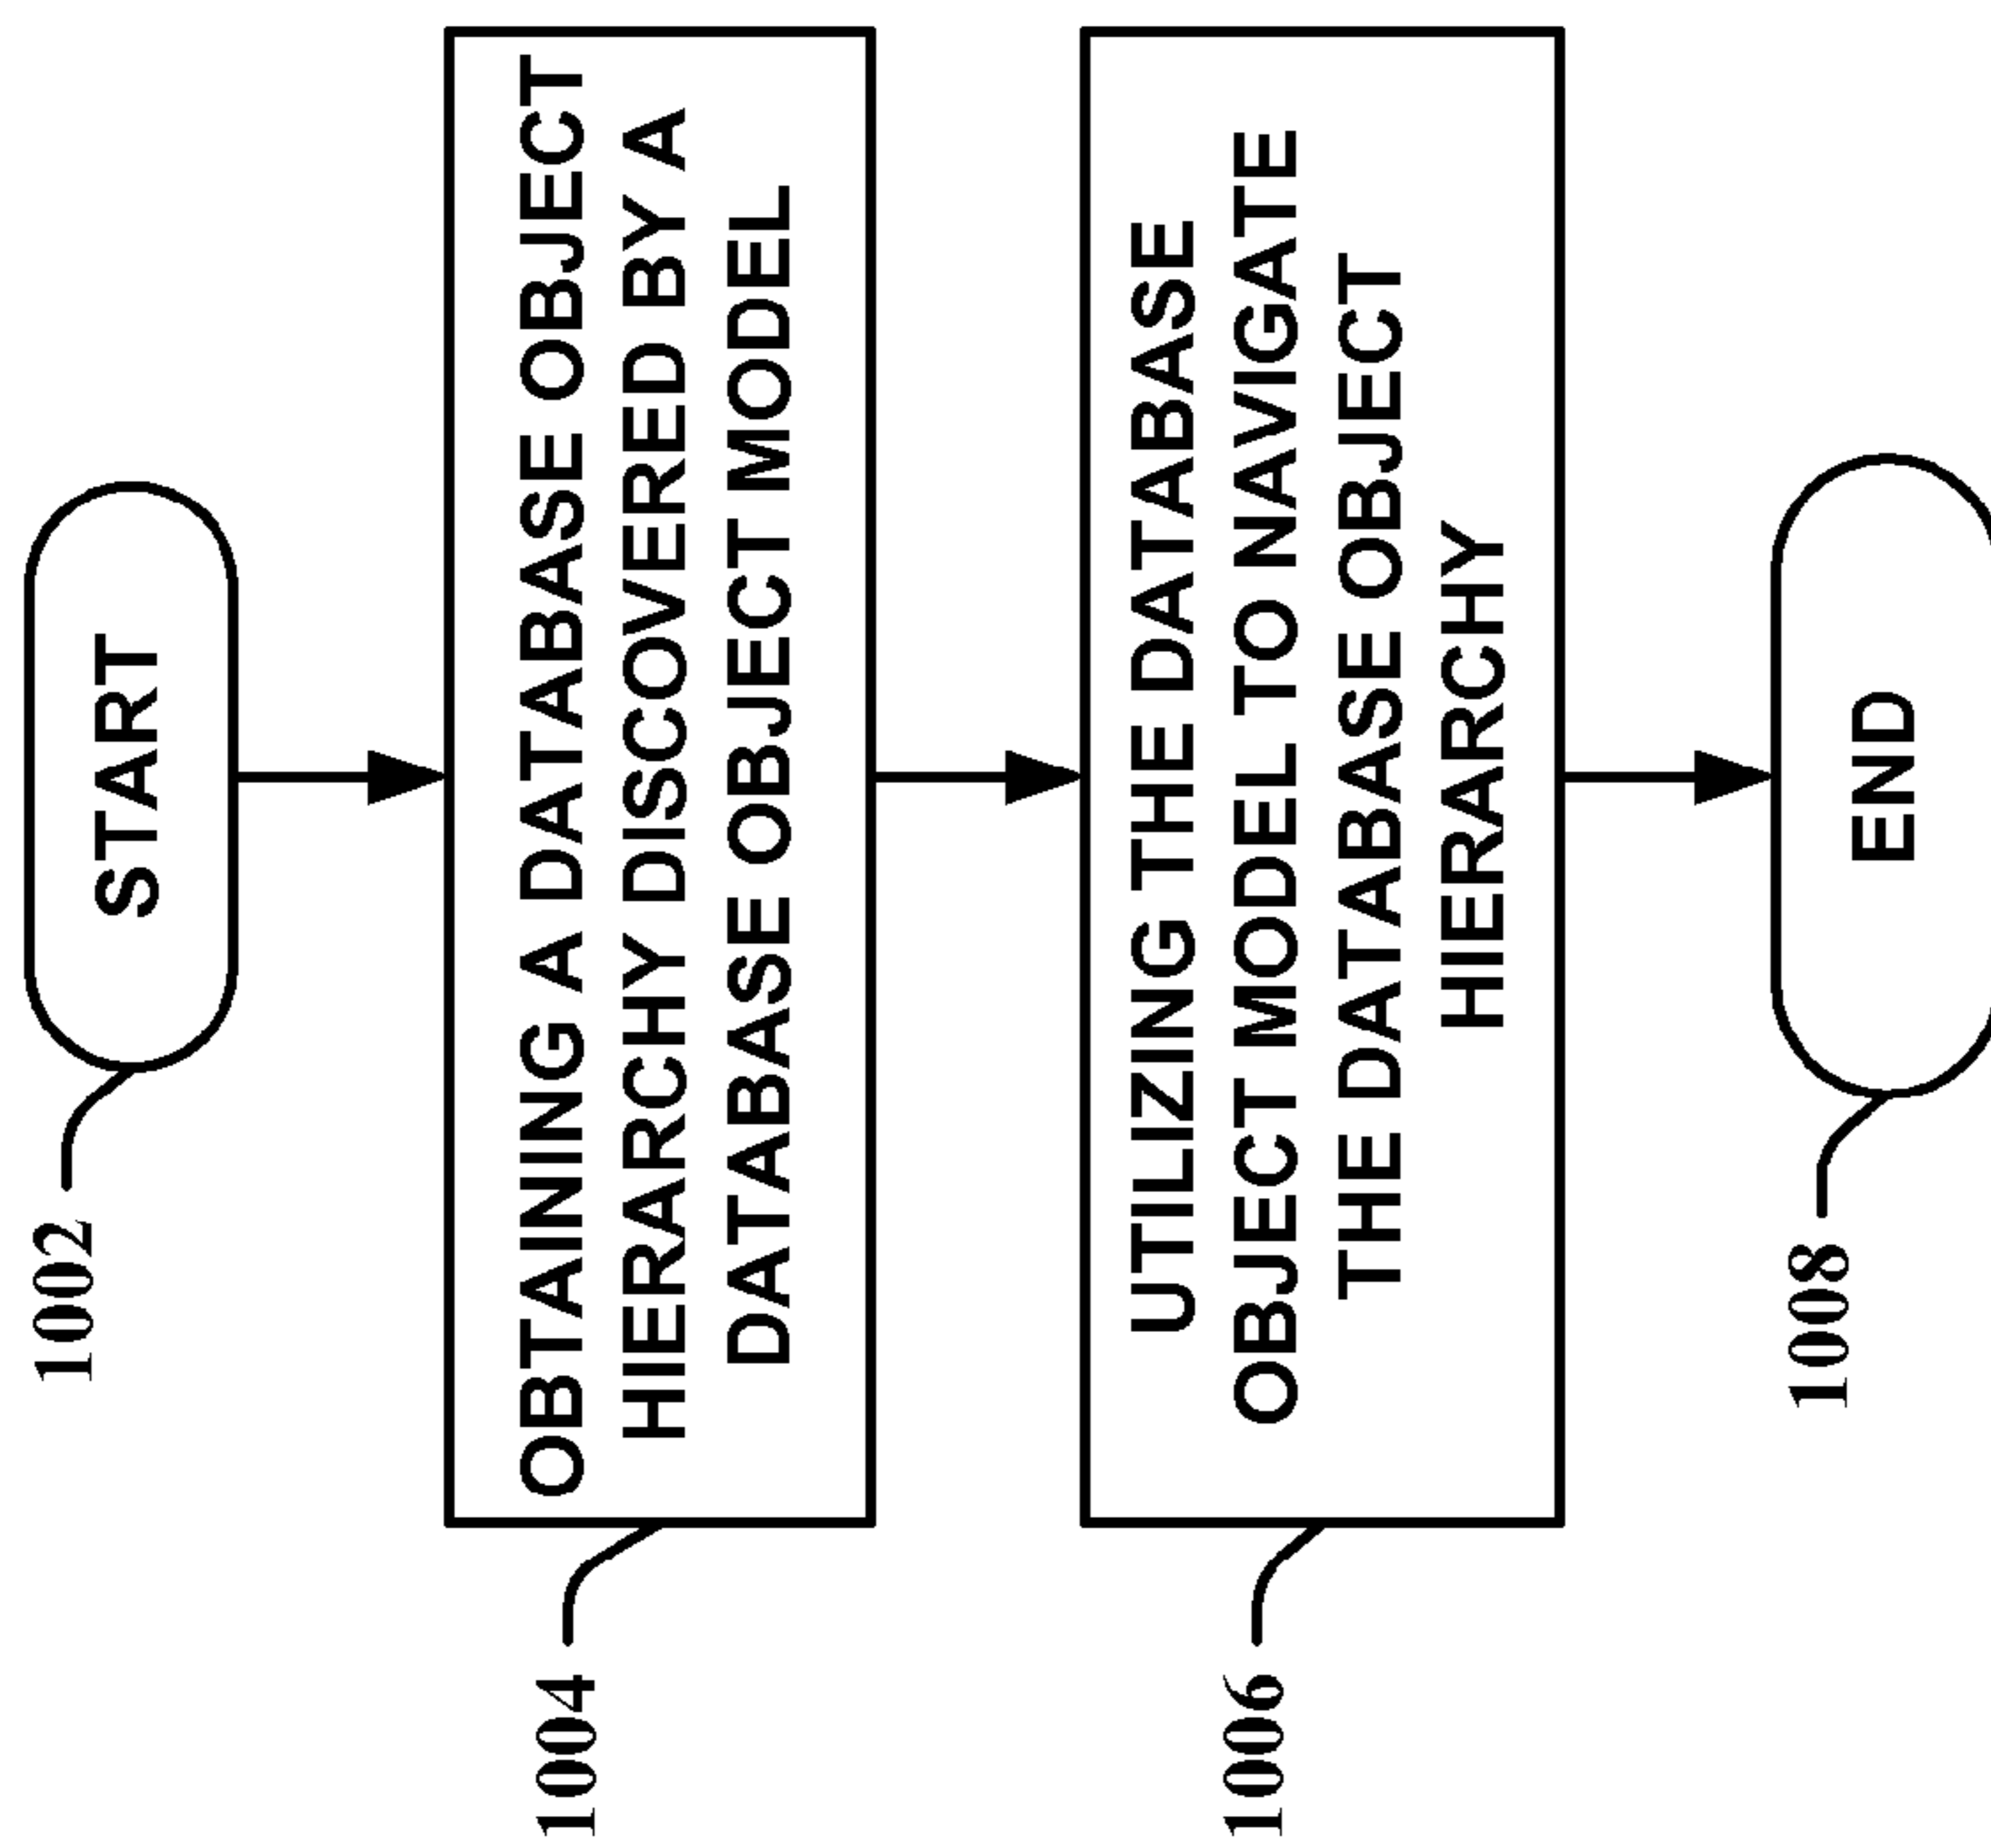 START
1002
OBTAINING A DATABASE OBJECT
HIERARCHY DISCOVERED BY A
DATABASE OBJECT MODEL
1004
UTILIZING THE DATABASE
OBJECT MODEL TO NAVIGATE
THE DATABASE OBJECT
HIERARCHY
1006
END
1008